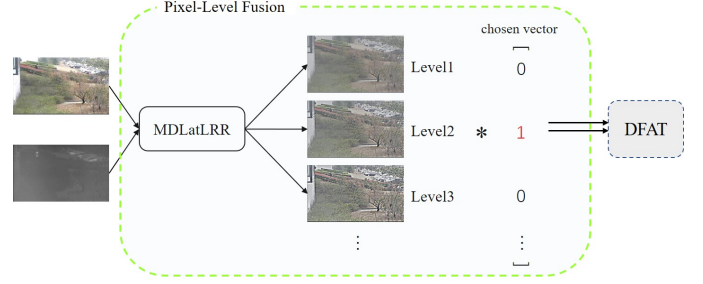 Pixel-Level Fusion
chosen vector
Level1
0
MDLatLRR
Level2
*
1
DFAT
Level3
0